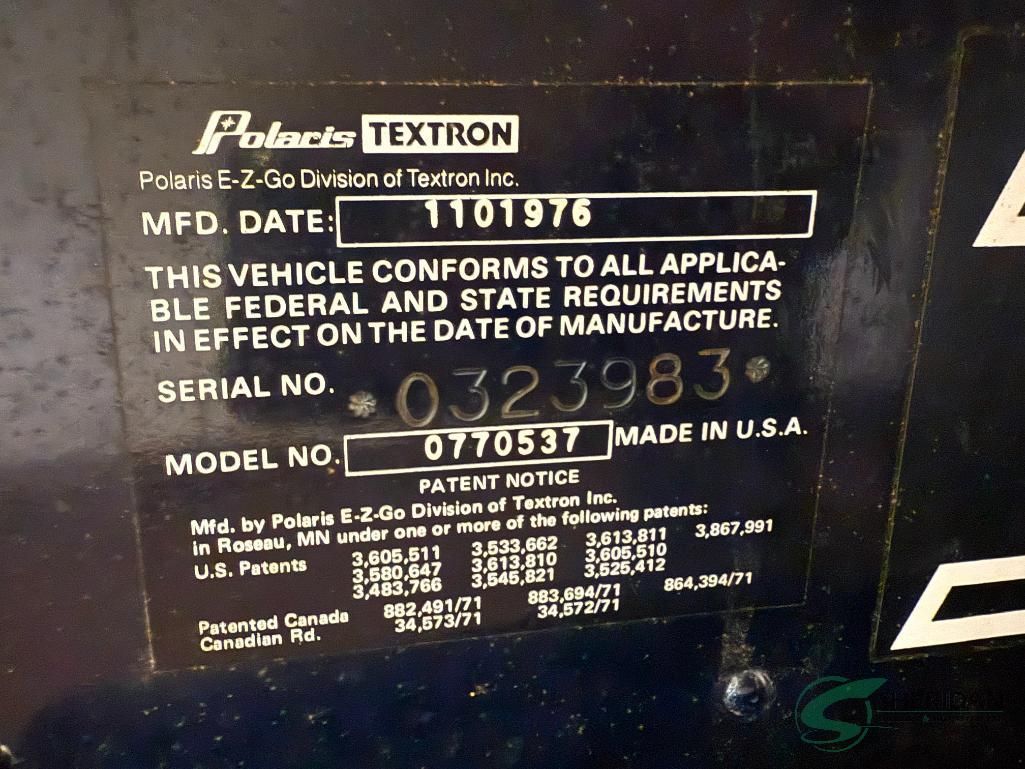 Polaris TEXTRON
Polaris E-Z-Go Division of Textron Inc.
MFD. DATE: 1101976
THIS VEHICLE CONFORMS TO ALL APPLICA-
BLE FEDERAL AND STATE REQUIREMENTS
IN EFFECT ON THE DATE OF MANUFACTURE.
SERIAL NO. *0323983*
MODEL NO. 0770537 MADE IN U.S.A.
PATENT NOTICE
Mfd. by Polaris E-Z-Go Division of Textron Inc.
in Roseau, MN under one or more of the following patents:
U.S. Patents 3,605,511 3,533,662 3,613,811 3,867,991
3,580,647 3,613,810 3,605,510
3,483,766 3,545,821 3,525,412
Patented Canada 882,491/71 883,694/71 864,394/71
Canadian Rd. 34,573/71 34,572/71